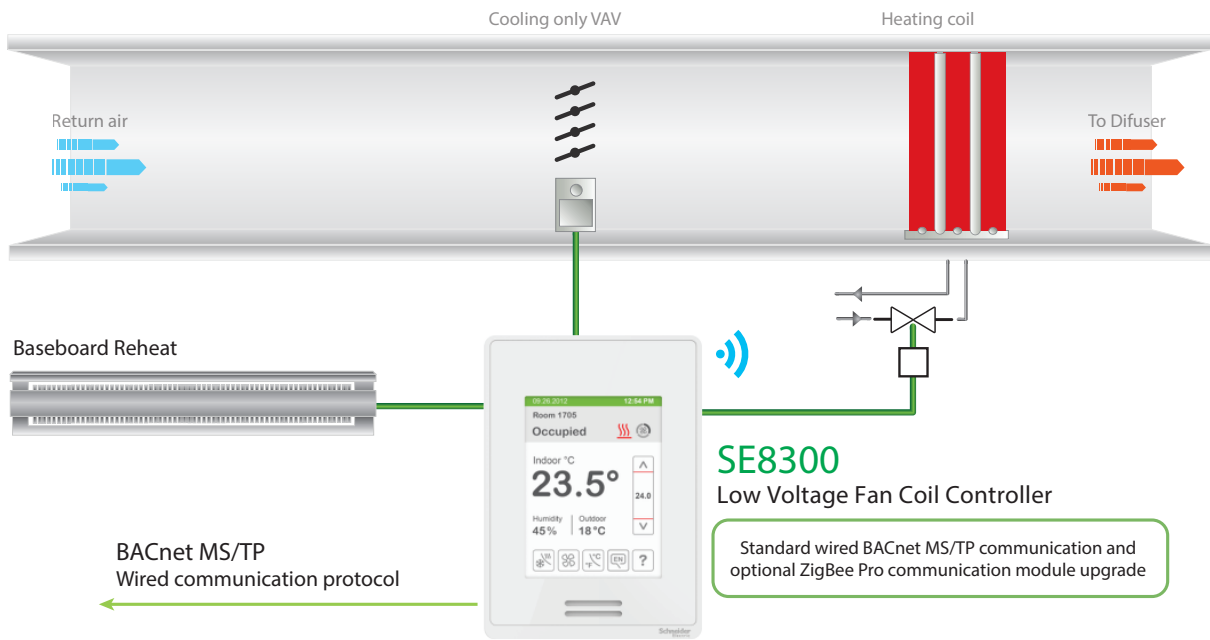 Cooling only VAV
Heating coil
Return air
To Difuser
Baseboard Reheat
09.26.2012 12:54 PM
Room 1705
Occupied
Indoor °C
23.5°
24.0
Humidity
45%
Outdoor
18°C
°C
°F
EN
?
Schneider
Electric
SE8300
Low Voltage Fan Coil Controller
Standard wired BACnet MS/TP communication and
optional ZigBee Pro communication module upgrade
BACnet MS/TP
Wired communication protocol